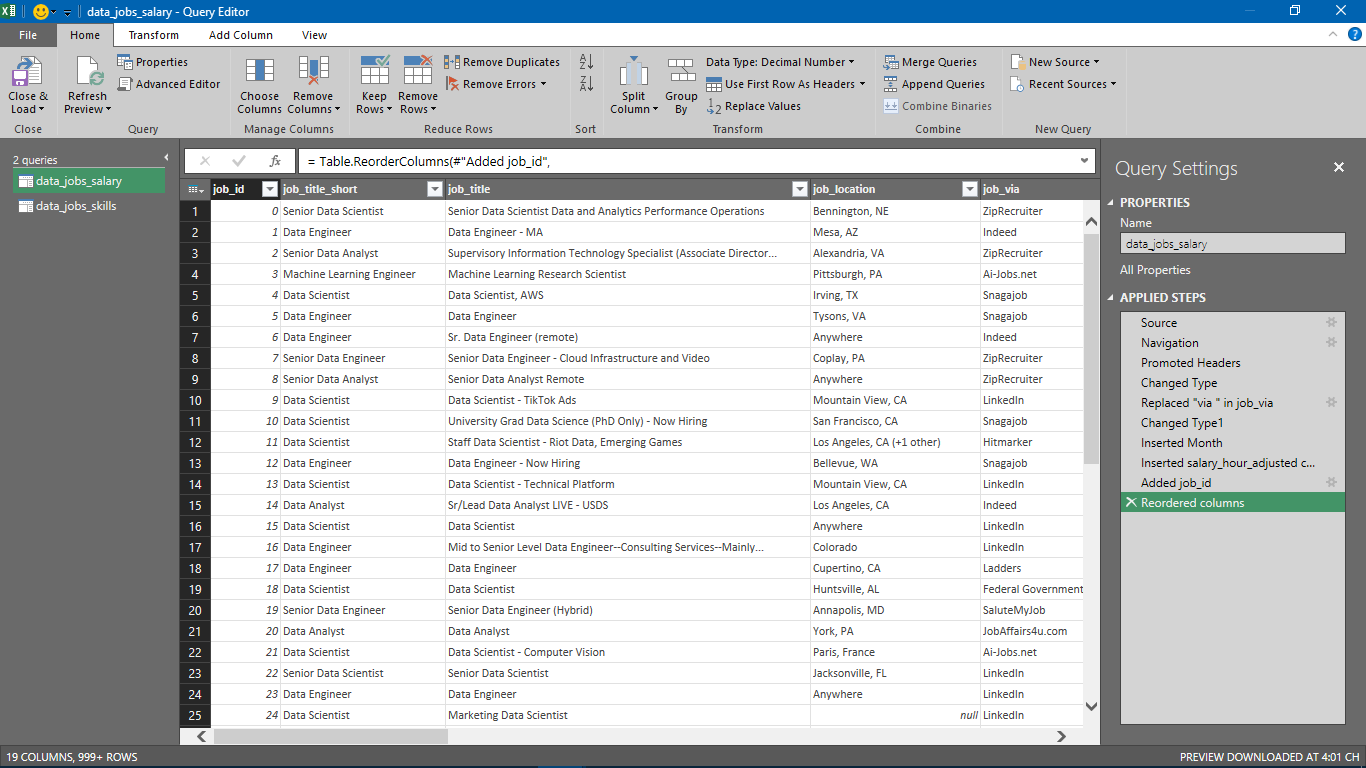 data_jobs_salary - Query Editor
File Home Transform Add Column View
Close & Load
Refresh Preview
Properties
Advanced Editor
Choose Columns
Remove Columns
Keep Rows
Remove Rows
Remove Duplicates
Remove Errors
Split Column
Group By
Data Type: Decimal Number
Use First Row As Headers
Replace Values
Merge Queries
Append Queries
Combine Binaries
New Source
Recent Sources
Close Query Manage Columns Reduce Rows Sort Transform Combine New Query
2 queries
data_jobs_salary
data_jobs_skills
fx = Table.ReorderColumns(#"Added job_id",
job_id job_title_short job_title job_location job_via
1 0 Senior Data Scientist Senior Data Scientist Data and Analytics Performance Operations Bennington, NE ZipRecruiter
2 1 Data Engineer Data Engineer - MA Mesa, AZ Indeed
3 2 Senior Data Analyst Supervisory Information Technology Specialist (Associate Director... Alexandria, VA ZipRecruiter
4 3 Machine Learning Engineer Machine Learning Research Scientist Pittsburgh, PA Ai-Jobs.net
5 4 Data Scientist Data Scientist, AWS Irving, TX Snagajob
6 5 Data Engineer Data Engineer Tysons, VA Snagajob
7 6 Data Engineer Sr. Data Engineer (remote) Anywhere Indeed
8 7 Senior Data Engineer Senior Data Engineer - Cloud Infrastructure and Video Coplay, PA ZipRecruiter
9 8 Senior Data Analyst Senior Data Analyst Remote Anywhere ZipRecruiter
10 9 Data Scientist Data Scientist - TikTok Ads Mountain View, CA LinkedIn
11 10 Data Scientist University Grad Data Science (PhD Only) - Now Hiring San Francisco, CA Snagajob
12 11 Data Scientist Staff Data Scientist - Riot Data, Emerging Games Los Angeles, CA (+1 other) Hitmarker
13 12 Data Engineer Data Engineer - Now Hiring Bellevue, WA Snagajob
14 13 Data Scientist Data Scientist - Technical Platform Mountain View, CA LinkedIn
15 14 Data Analyst Sr/Lead Data Analyst LIVE - USDS Los Angeles, CA Indeed
16 15 Data Scientist Data Scientist Anywhere LinkedIn
17 16 Data Engineer Mid to Senior Level Data Engineer--Consulting Services--Mainly... Colorado LinkedIn
18 17 Data Engineer Data Engineer Cupertino, CA Ladders
19 18 Data Scientist Data Scientist Huntsville, AL Federal Government
20 19 Senior Data Engineer Senior Data Engineer (Hybrid) Annapolis, MD SaluteMyJob
21 20 Data Analyst Data Analyst York, PA JobAffairs4u.com
22 21 Data Scientist Data Scientist - Computer Vision Paris, France Ai-Jobs.net
23 22 Senior Data Scientist Senior Data Scientist Jacksonville, FL LinkedIn
24 23 Data Engineer Data Engineer Anywhere LinkedIn
25 24 Data Scientist Marketing Data Scientist null LinkedIn
Query Settings
PROPERTIES
Name
data_jobs_salary
All Properties
APPLIED STEPS
Source
Navigation
Promoted Headers
Changed Type
Replaced "via " in job_via
Changed Type1
Inserted Month
Inserted salary_hour_adjusted c...
Added job_id
Reordered columns
19 COLUMNS, 999+ ROWS PREVIEW DOWNLOADED AT 4:01 CH